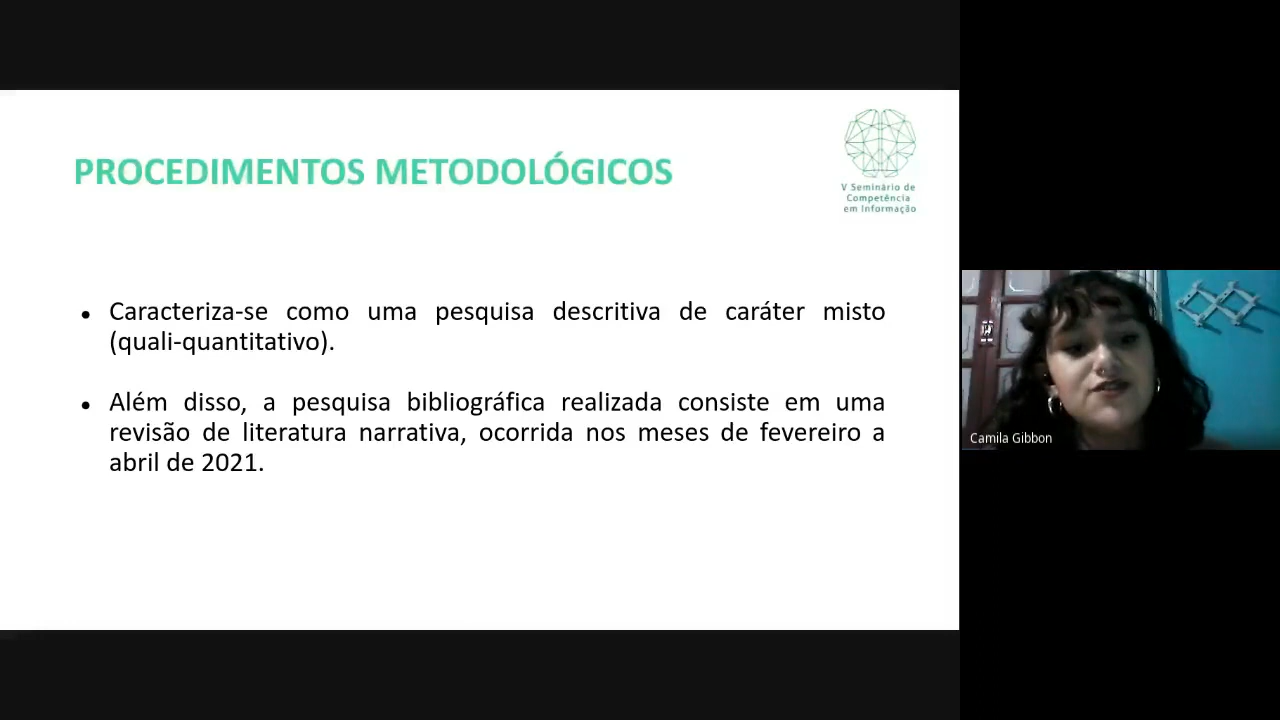 PROCEDIMENTOS METODOLÓGICOS
V Seminário de
Competência
em Informação
• Caracteriza-se como uma pesquisa descritiva de caráter misto
(quali-quantitativo).
• Além disso, a pesquisa bibliográfica realizada consiste em uma
revisão de literatura narrativa, ocorrida nos meses de fevereiro a
abril de 2021.
Camila Gibbon